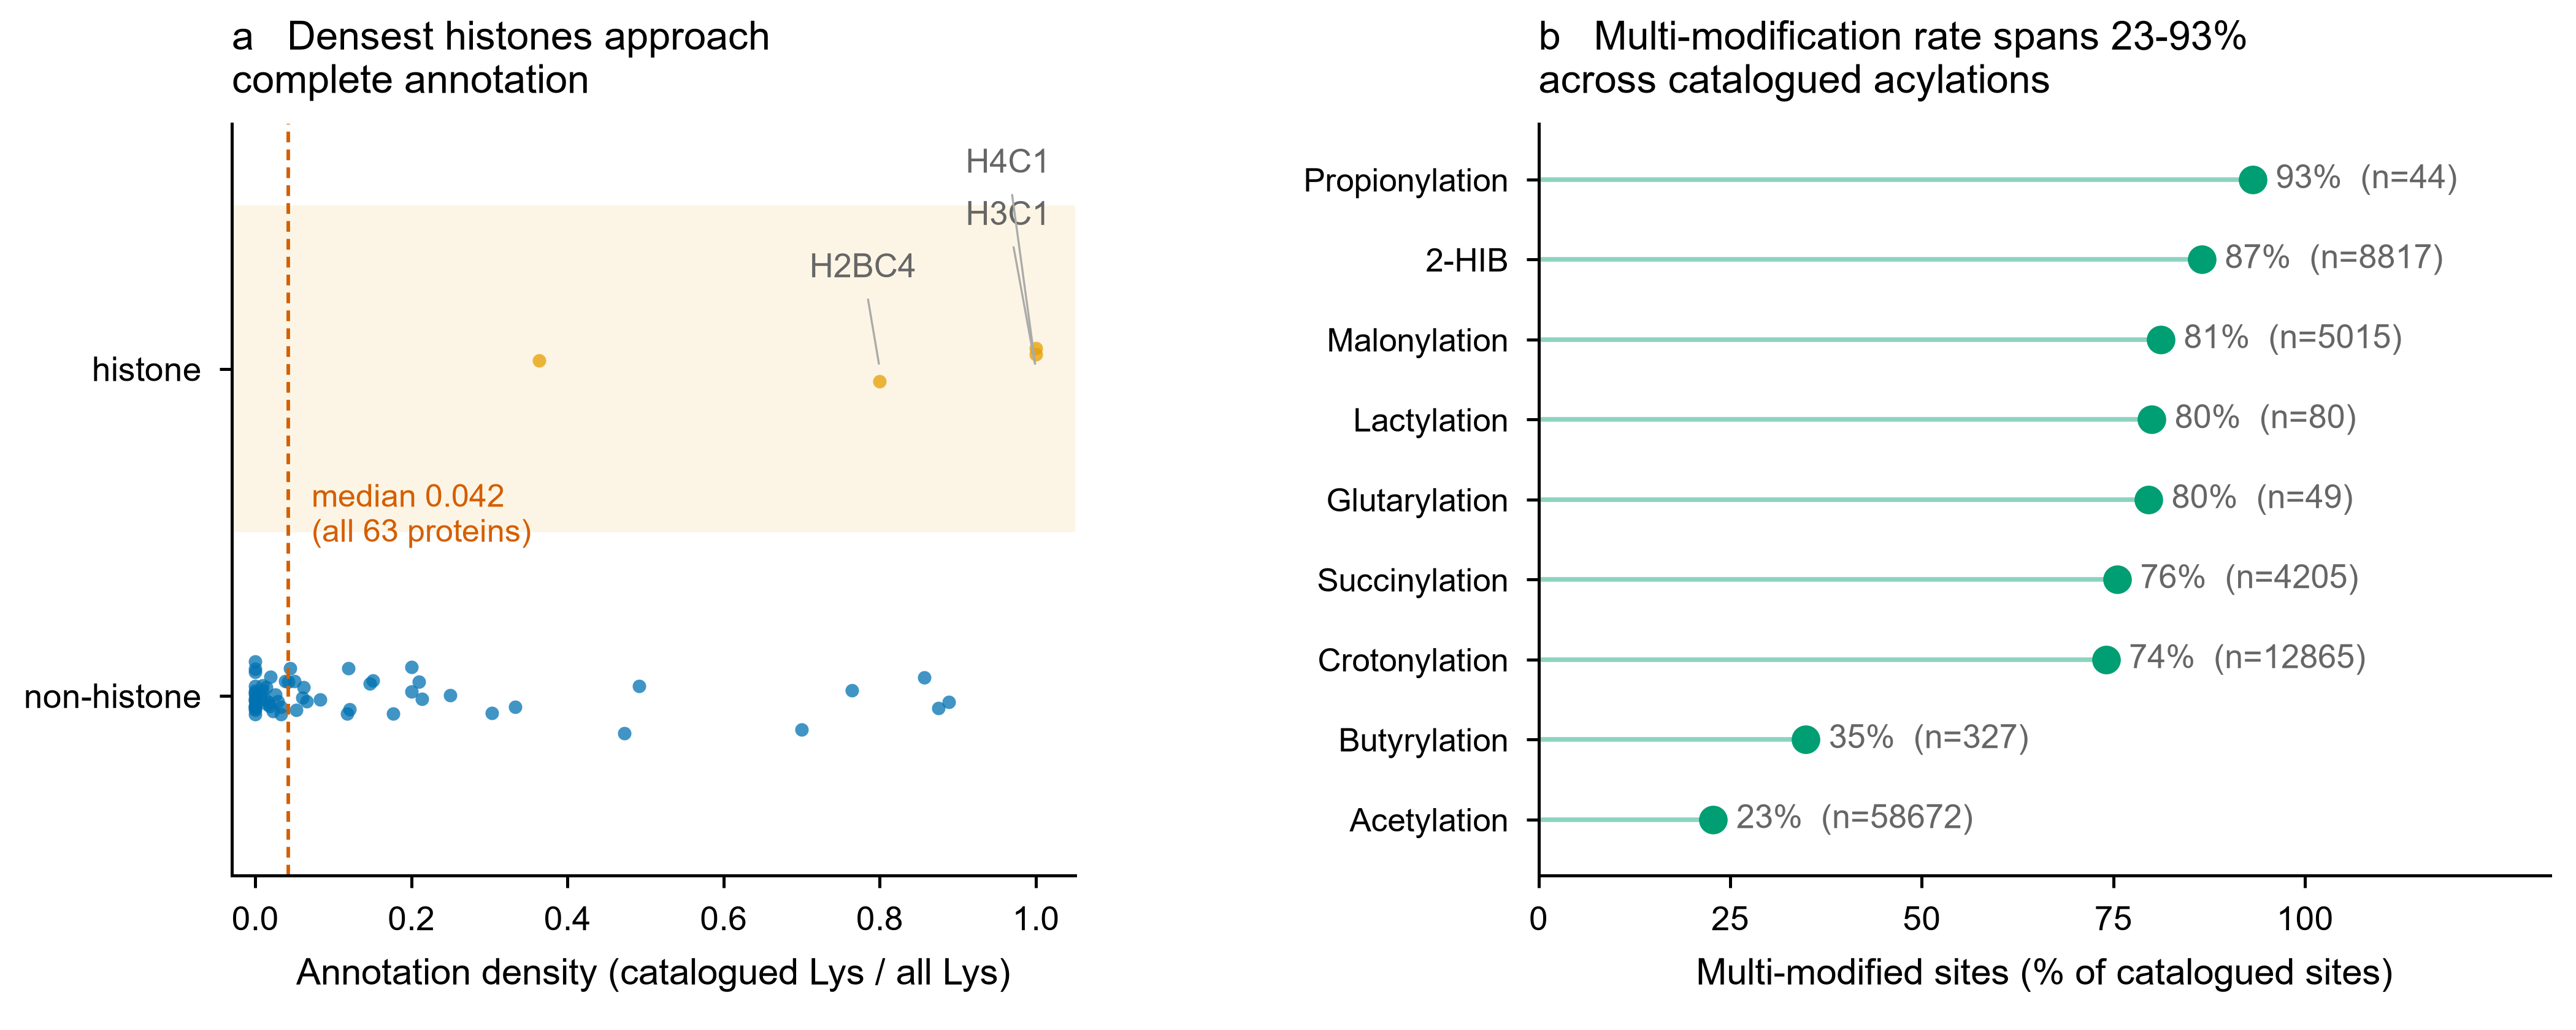 a Densest histones approach
complete annotation
H4C1
H3C1
H2BC4
histone
median 0.042
(all 63 proteins)
non-histone
0.0 0.2 0.4 0.6 0.8 1.0
Annotation density (catalogued Lys / all Lys)
b Multi-modification rate spans 23-93%
across catalogued acylations
Propionylation 93% (n=44)
2-HIB 87% (n=8817)
Malonylation 81% (n=5015)
Lactylation 80% (n=80)
Glutarylation 80% (n=49)
Succinylation 76% (n=4205)
Crotonylation 74% (n=12865)
Butyrylation 35% (n=327)
Acetylation 23% (n=58672)
0 25 50 75 100
Multi-modified sites (% of catalogued sites)